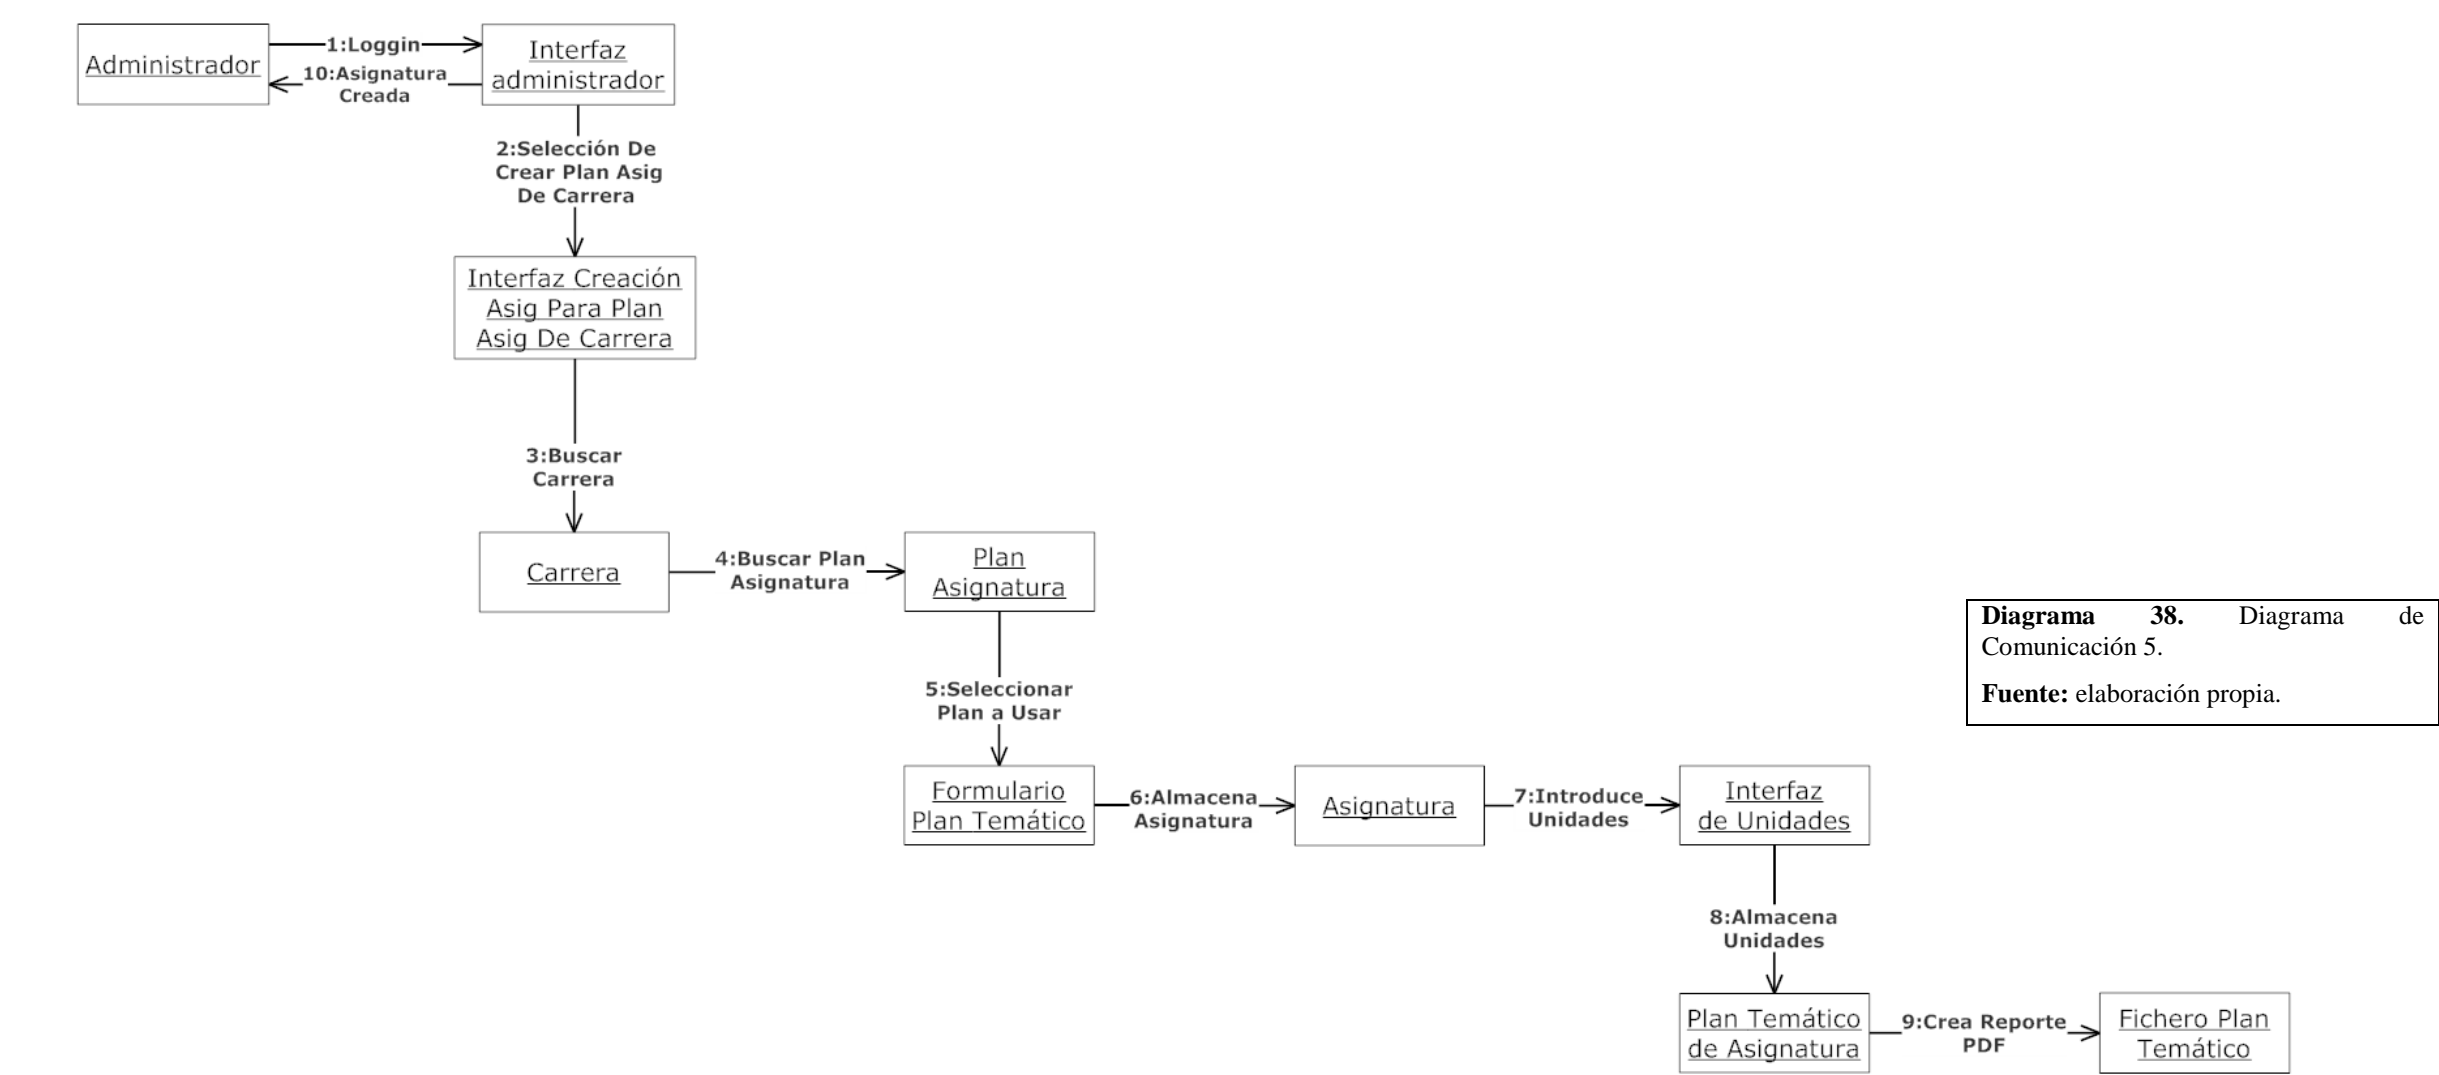 Administrador
1:Loggin
10:Asignatura
Creada
Interfaz
administrador
2:Selección De
Crear Plan Asig
De Carrera
Interfaz Creación
Asig Para Plan
Asig De Carrera
3:Buscar
Carrera
Carrera
4:Buscar Plan
Asignatura
Plan
Asignatura
5:Seleccionar
Plan a Usar
Formulario
Plan Temático
6:Almacena
Asignatura
Asignatura
7:Introduce
Unidades
Interfaz
de Unidades
8:Almacena
Unidades
Plan Temático
de Asignatura
9:Crea Reporte
PDF
Fichero Plan
Temático
Diagrama 38. Diagrama de
Comunicación 5.
Fuente: elaboración propia.